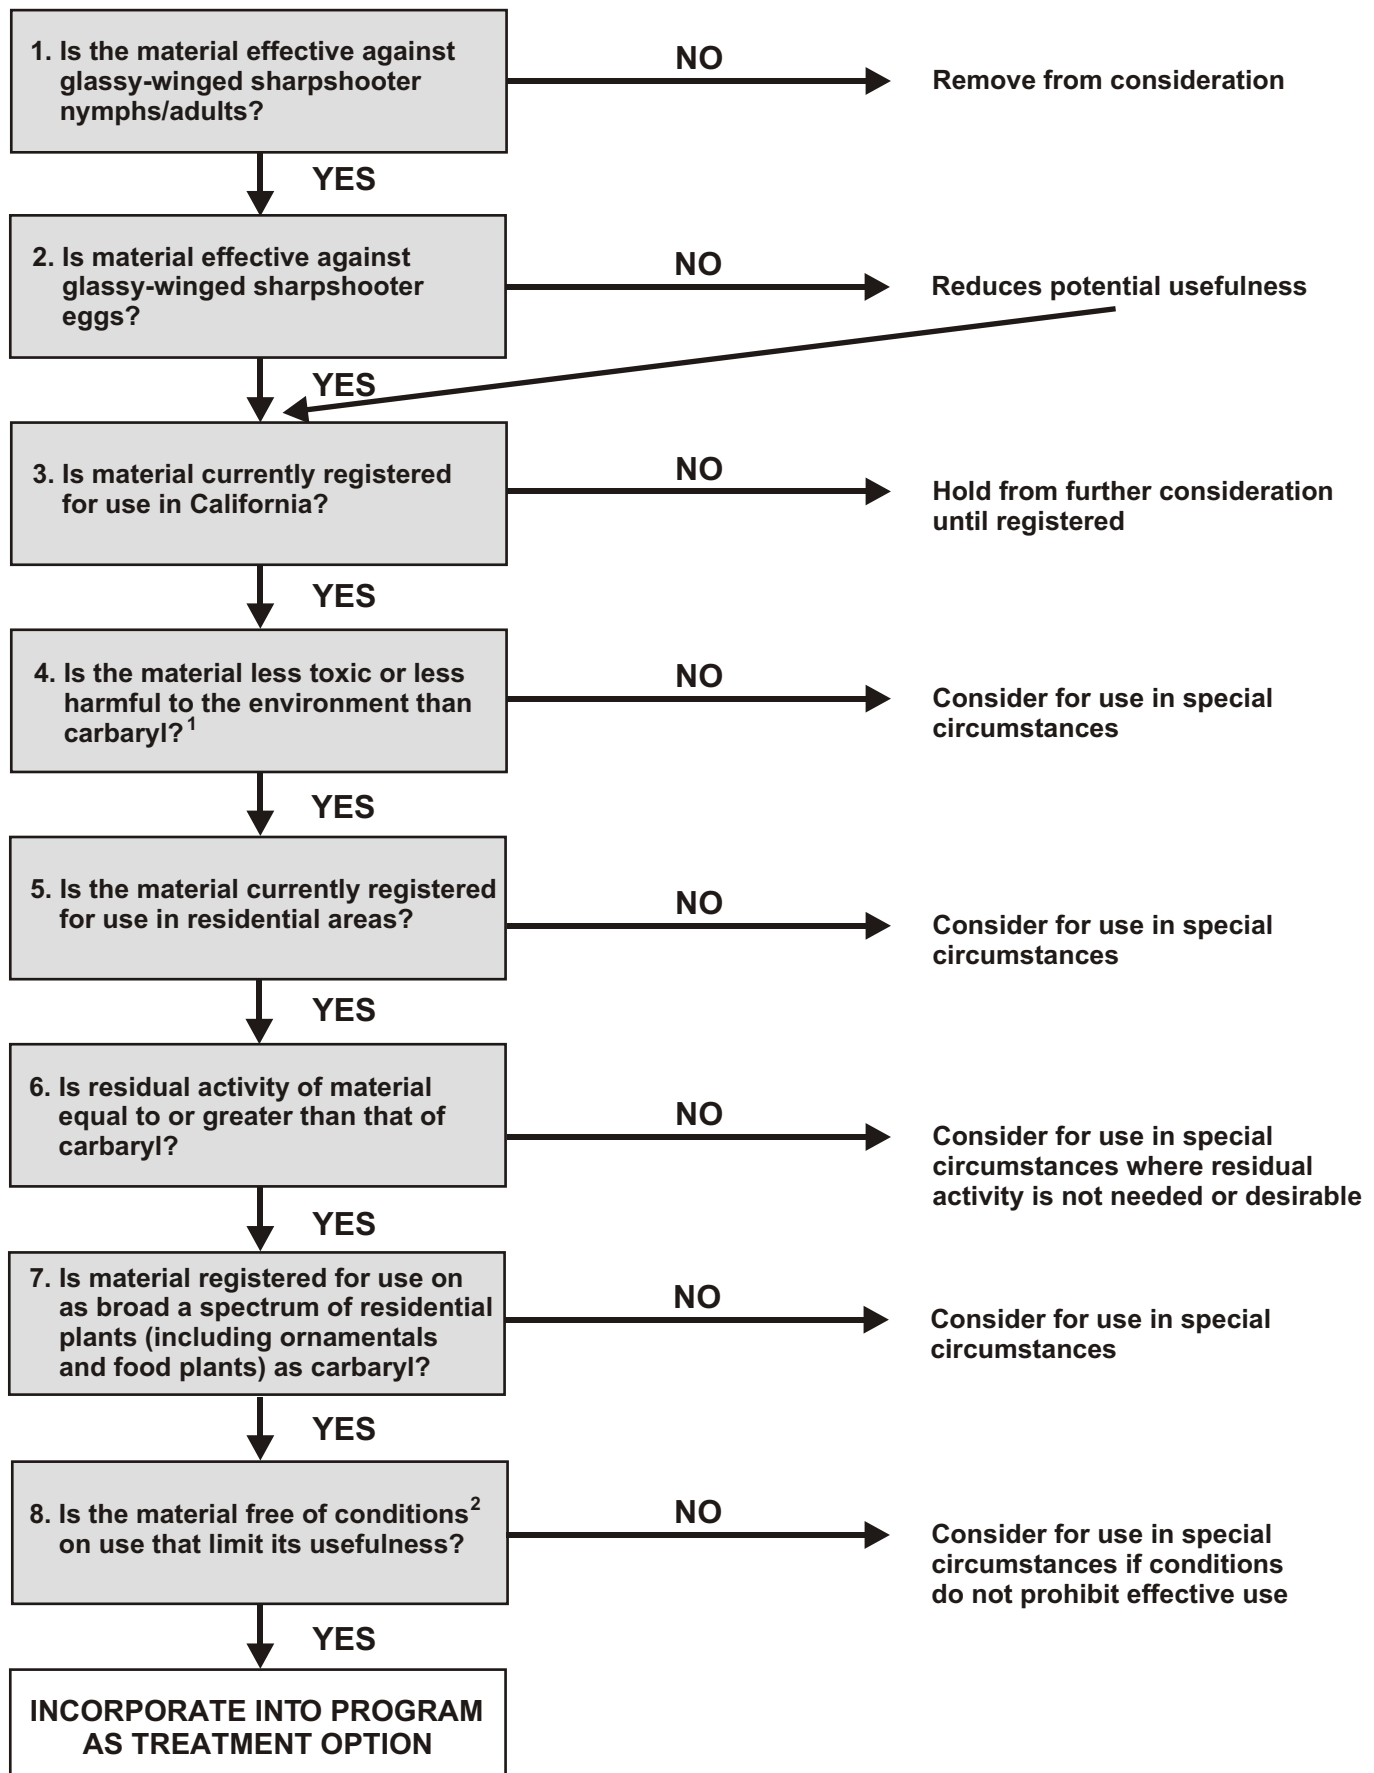 1. Is the material effective against
glassy-winged sharpshooter
nymphs/adults?
NO
Remove from consideration
YES
2. Is material effective against
glassy-winged sharpshooter
eggs?
NO
Reduces potential usefulness
YES
3. Is material currently registered
for use in California?
NO
Hold from further consideration
until registered
YES
4. Is the material less toxic or less
harmful to the environment than
carbaryl?1
NO
Consider for use in special
circumstances
YES
5. Is the material currently registered
for use in residential areas?
NO
Consider for use in special
circumstances
YES
6. Is residual activity of material
equal to or greater than that of
carbaryl?
NO
Consider for use in special
circumstances where residual
activity is not needed or desirable
YES
7. Is material registered for use on
as broad a spectrum of residential
plants (including ornamentals
and food plants) as carbaryl?
NO
Consider for use in special
circumstances
YES
8. Is the material free of conditions2
on use that limit its usefulness?
NO
Consider for use in special
circumstances if conditions
do not prohibit effective use
YES
INCORPORATE INTO PROGRAM
AS TREATMENT OPTION